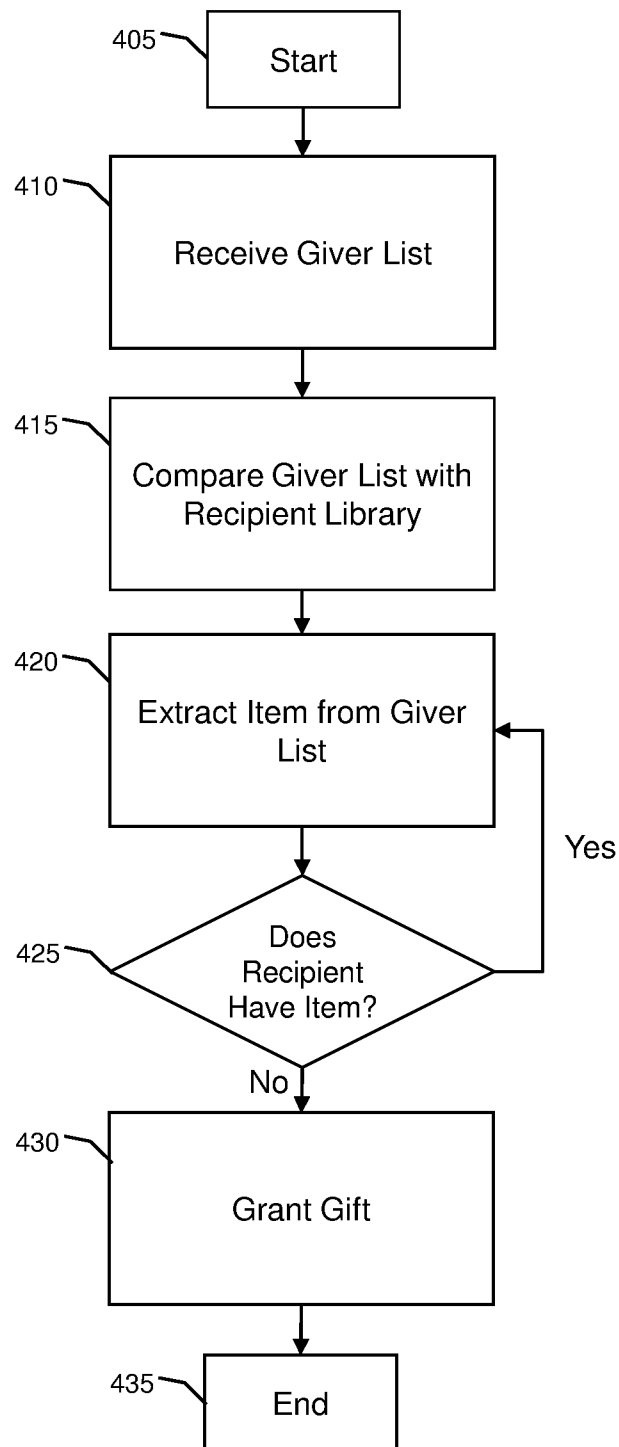 405
Start
410
Receive Giver List
415
Compare Giver List with
Recipient Library
420
Extract Item from Giver
List
Yes
425
Does
Recipient
Have Item?
No
430
Grant Gift
435
End